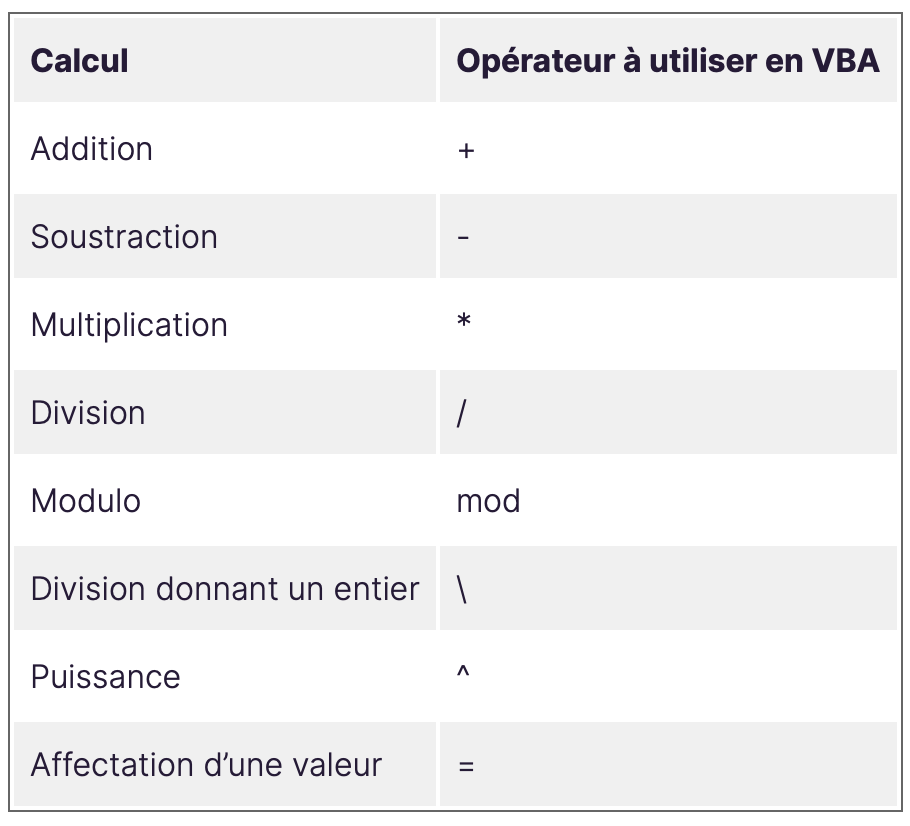 Calcul Opérateur à utiliser en VBA
Addition +
Soustraction -
Multiplication *
Division /
Modulo mod
Division donnant un entier \
Puissance ^
Affectation d’une valeur =